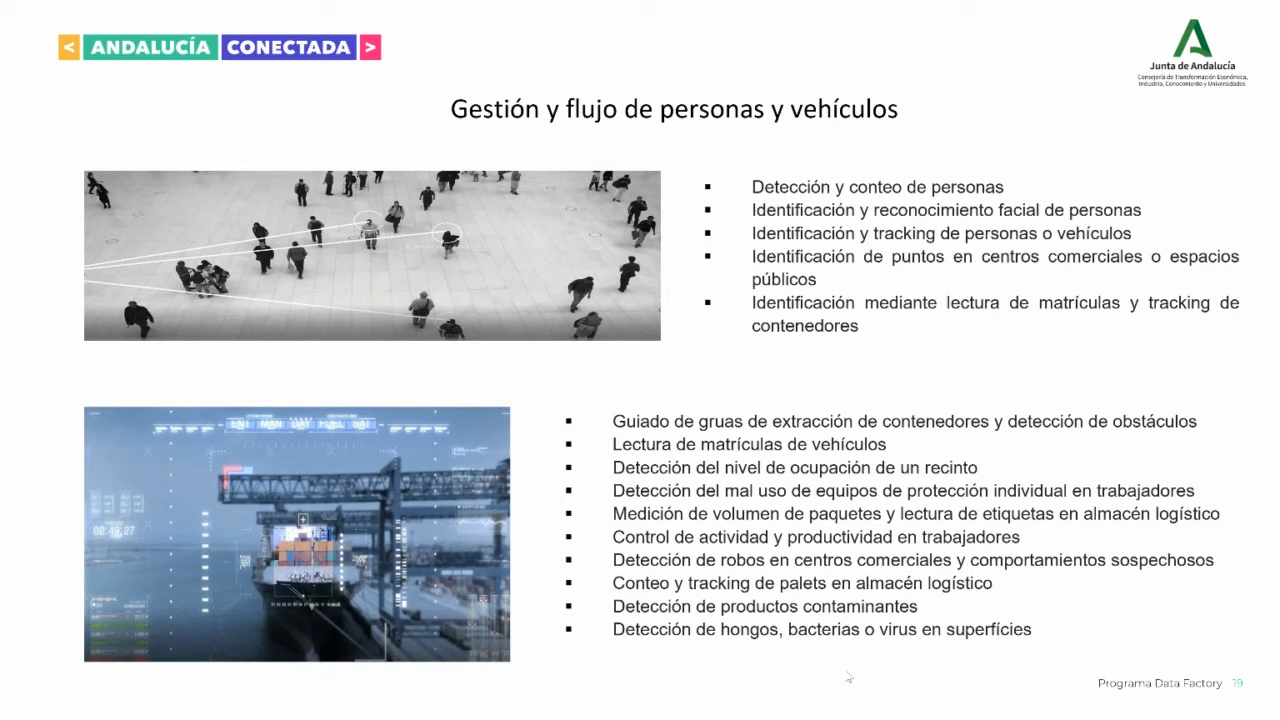 < ANDALUCÍA CONECTADA >
Junta de Andalucía
Consejería de Transformación Económica,
Industria, Conocimiento y Universidades
Gestión y flujo de personas y vehículos
▪ Detección y conteo de personas
▪ Identificación y reconocimiento facial de personas
▪ Identificación y tracking de personas o vehículos
▪ Identificación de puntos en centros comerciales o espacios
públicos
▪ Identificación mediante lectura de matrículas y tracking de
contenedores
02:49:27
▪ Guiado de gruas de extracción de contenedores y detección de obstáculos
▪ Lectura de matrículas de vehículos
▪ Detección del nivel de ocupación de un recinto
▪ Detección del mal uso de equipos de protección individual en trabajadores
▪ Medición de volumen de paquetes y lectura de etiquetas en almacén logístico
▪ Control de actividad y productividad en trabajadores
▪ Detección de robos en centros comerciales y comportamientos sospechosos
▪ Conteo y tracking de palets en almacén logístico
▪ Detección de productos contaminantes
▪ Detección de hongos, bacterias o virus en superfícies
Programa Data Factory 19